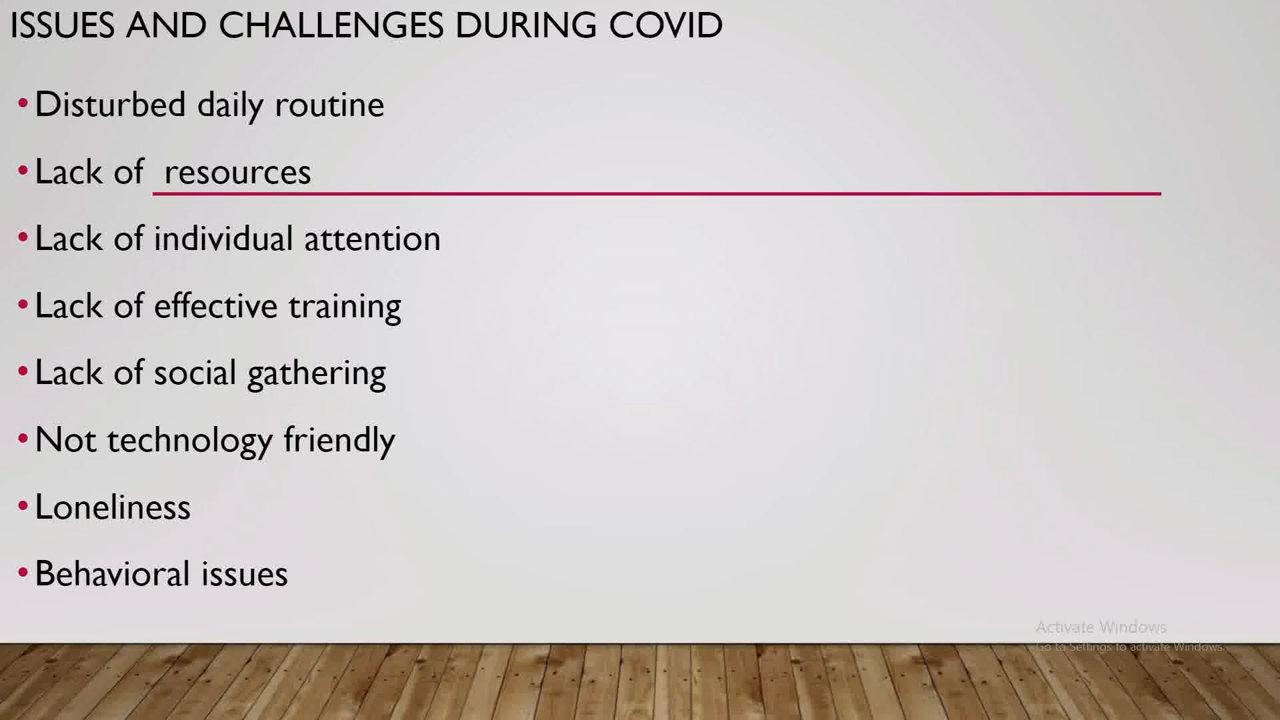 ISSUES AND CHALLENGES DURING COVID
•Disturbed daily routine
•Lack of  resources
•Lack of individual attention
•Lack of effective training
•Lack of social gathering
•Not technology friendly
•Loneliness
•Behavioral issues
Activate Windows
Go to Settings to activate Windows.